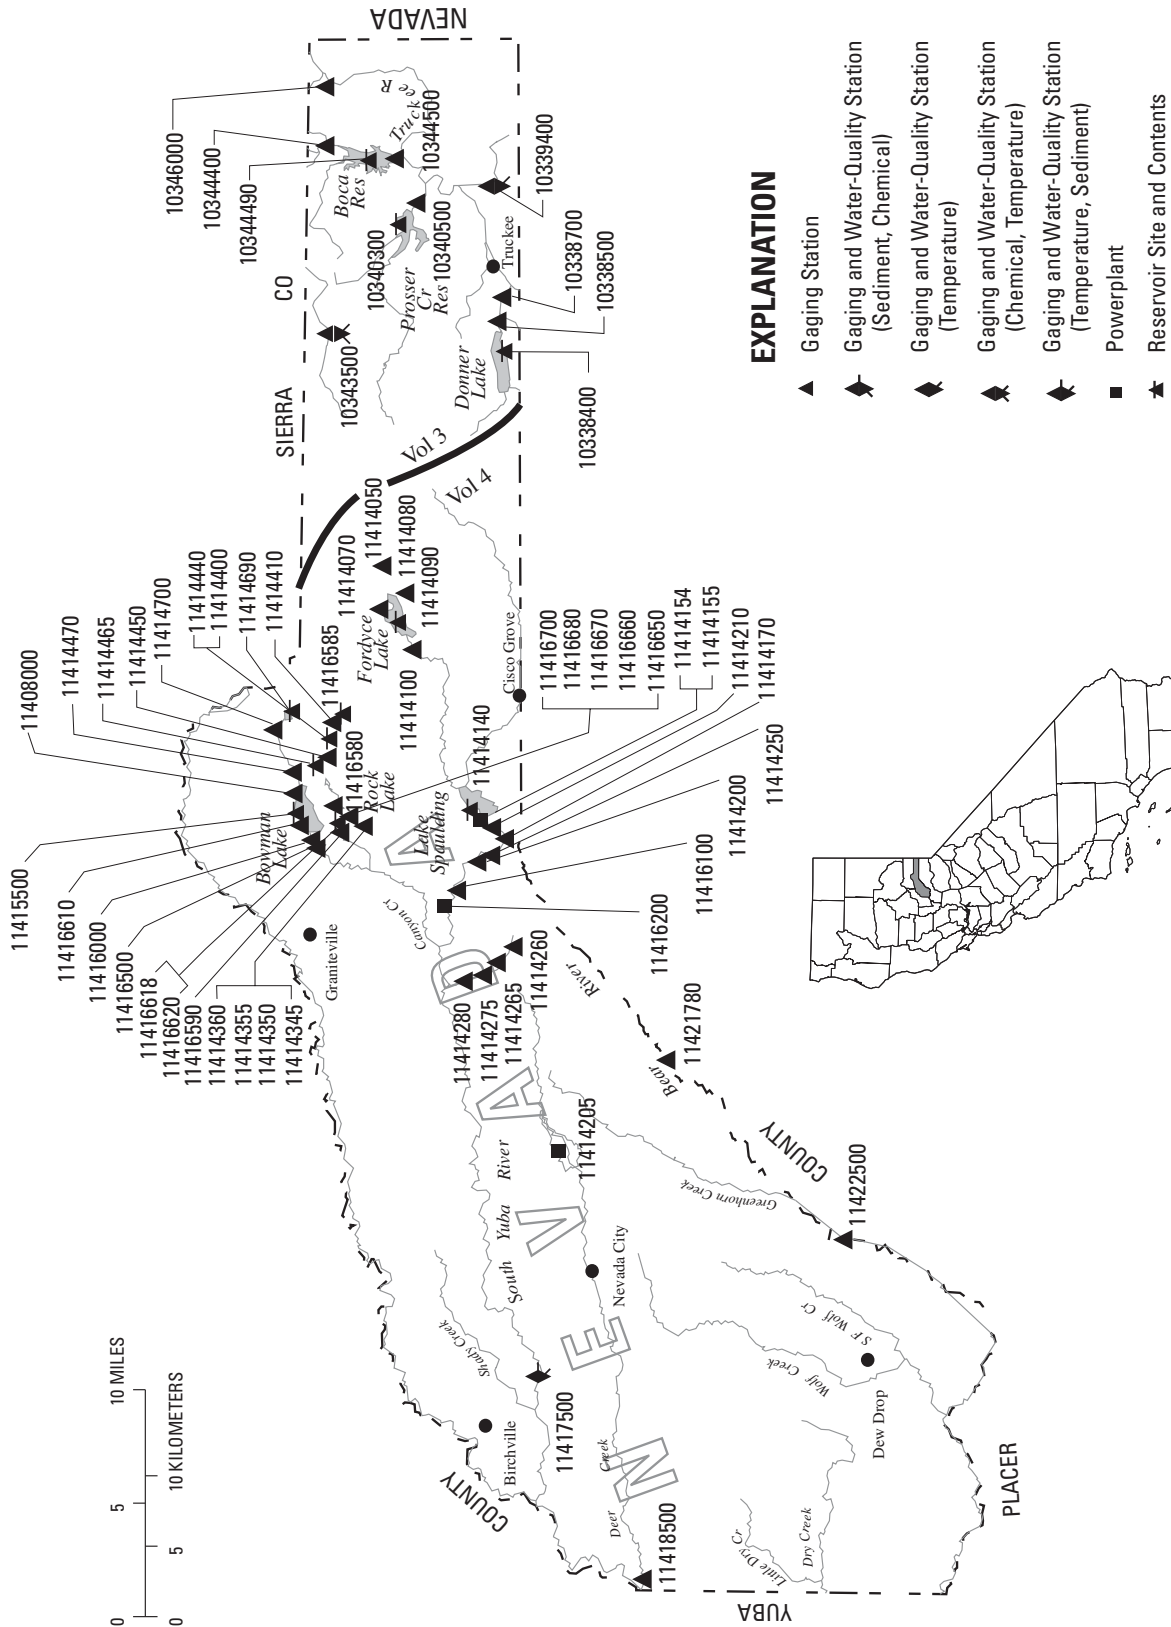 0 5 10 MILES
0 5 10 KILOMETERS
SIERRA CO
NEVADA
COUNTY
YUBA
PLACER
COUNTY
NEVADA
Vol 3
Vol 4
10346000
10344400
10344490
Boca
Res
Truckee R
10344500
10343500
10340300
Prosser
Cr
Res
10340500
10339400
Truckee
10338700
10338500
Donner
Lake
10338400
11414050
11414070
11414080
11414090
Fordyce
Lake
11414100
Cisco Grove
11408000
11414470
11414465
11414450
11414700
11414440
11414400
11414690
11414410
11416585
11416580
Rock
Lake
Bowman
Lake
11415500
11416610
11416000
11416500
11416618
11416620
11416590
11414360
11414355
11414350
11414345
Graniteville
Canyon Cr
Lake
Spaulding
11414140
11416700
11416680
11416670
11416660
11416650
11414154
11414155
11414210
11414170
11414250
11414200
11416100
11416200
11414260
11414265
11414275
11414280
Bear River
11421780
11422500
11414205
South Yuba River
Shady Creek
Birchville
11417500
Nevada City
Greenhorn Creek
Deer Creek
11418500
Wolf Creek
S F Wolf Cr
Dew Drop
Dry Creek
Little Dry Cr
EXPLANATION
Gaging Station
Gaging and Water-Quality Station
(Sediment, Chemical)
Gaging and Water-Quality Station
(Temperature)
Gaging and Water-Quality Station
(Chemical, Temperature)
Gaging and Water-Quality Station
(Temperature, Sediment)
Powerplant
Reservoir Site and Contents